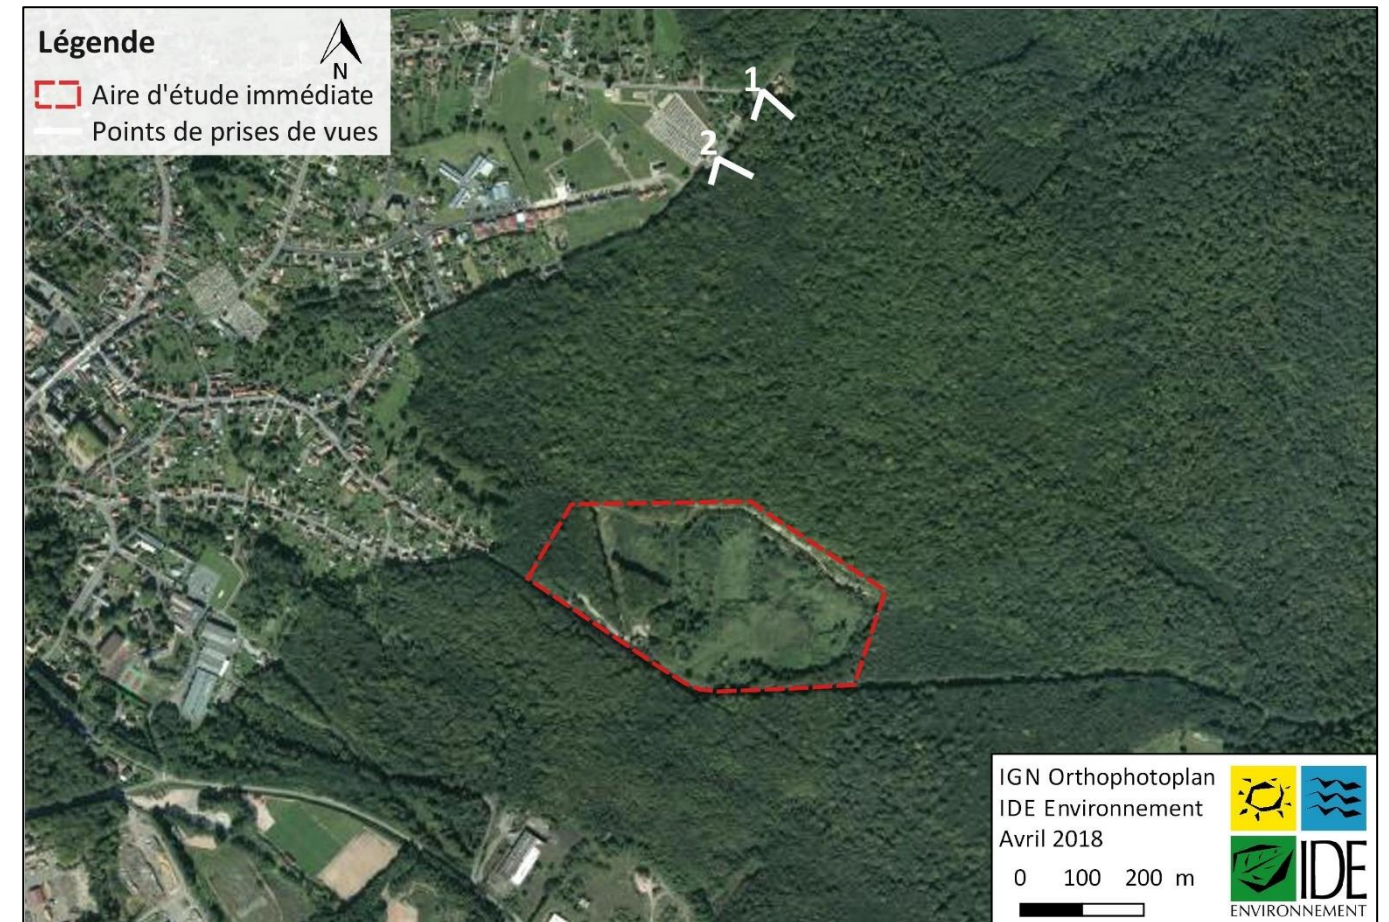 Légende
N
Aire d'étude immédiate
Points de prises de vues
1
2
IGN Orthophotoplan
IDE Environnement
Avril 2018
0 100 200 m
IDE
ENVIRONNEMENT